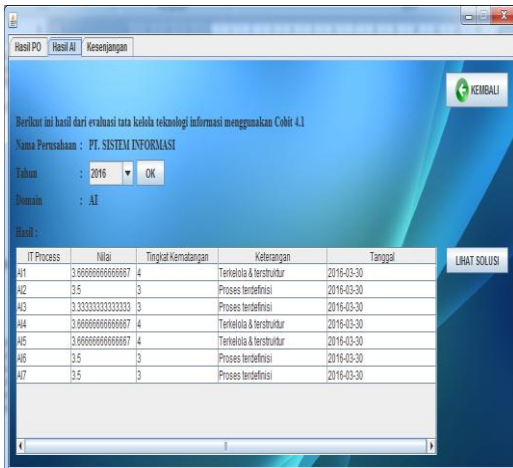 Hasil PO Hasil AI Kesenjangan
KEMBALI
Berikut ini hasil dari evaluasi tata kelola teknologi informasi menggunakan Cobit 4.1
Nama Perusahaan : PT. SISTEM INFORMASI
Tahun : 2016 OK
Domain : AI
Hasil :
LIHAT SOLUSI
IT Process Nilai Tingkat Kematangan Keterangan Tanggal
AI1 3.66666666666667 4 Terkelola & terstruktur 2016-03-30
AI2 3.5 3 Proses terdefinisi 2016-03-30
AI3 3.33333333333333 3 Proses terdefinisi 2016-03-30
AI4 3.66666666666667 4 Terkelola & terstruktur 2016-03-30
AI5 3.66666666666667 4 Terkelola & terstruktur 2016-03-30
AI6 3.5 3 Proses terdefinisi 2016-03-30
AI7 3.5 3 Proses terdefinisi 2016-03-30